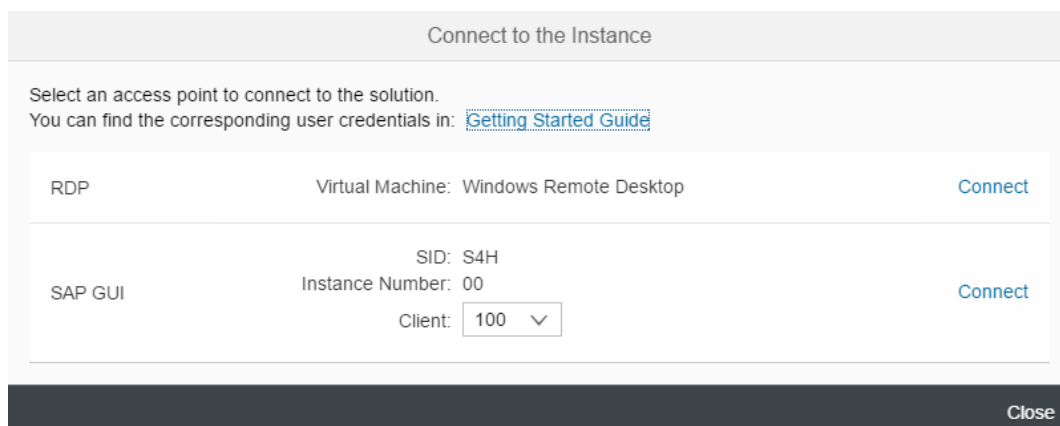 Connect to the Instance
Select an access point to connect to the solution.
You can find the corresponding user credentials in: Getting Started Guide
RDP Virtual Machine: Windows Remote Desktop Connect
SID: S4H
Instance Number: 00
SAP GUI Connect
Client: 100
Close